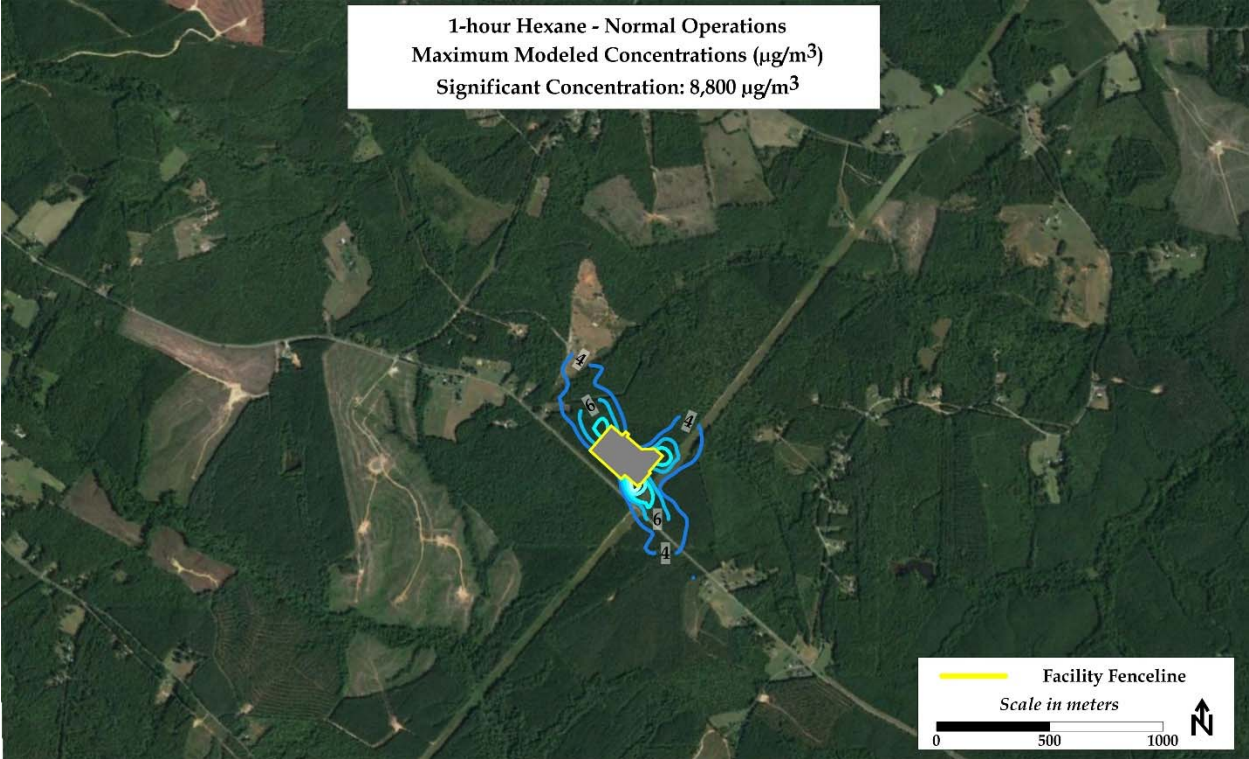 1-hour Hexane - Normal Operations
Maximum Modeled Concentrations (µg/m³)
Significant Concentration: 8,800 µg/m³
4
6
4
6
4
Facility Fenceline
Scale in meters
N
0 500 1000